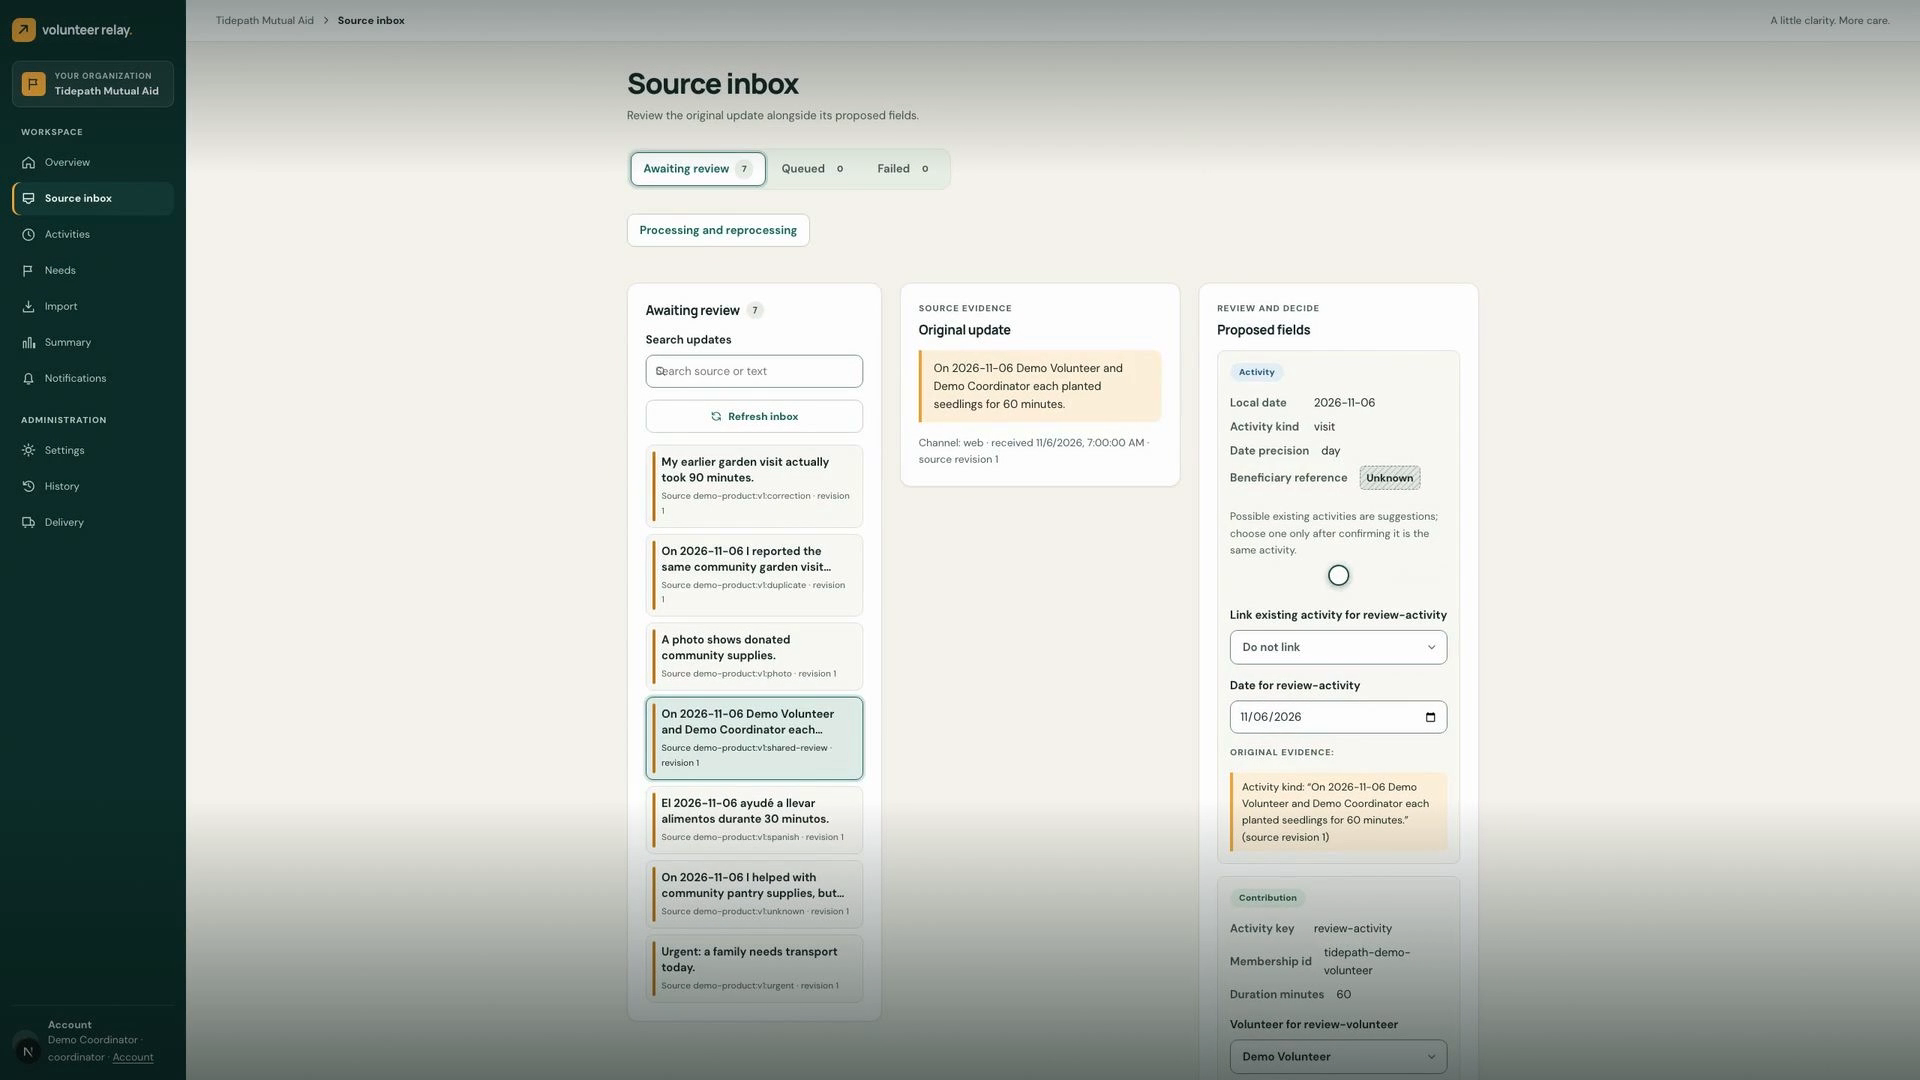 volunteer relay.
YOUR ORGANIZATION
Tidepath Mutual Aid
WORKSPACE
Overview
Source inbox
Activities
Needs
Import
Summary
Notifications
ADMINISTRATION
Settings
History
Delivery
N
Account
Demo Coordinator ·
coordinator · Account
Tidepath Mutual Aid > Source inbox
A little clarity. More care.
Source inbox
Review the original update alongside its proposed fields.
Awaiting review 7
Queued 0
Failed 0
Processing and reprocessing
Awaiting review 7
Search updates
Search source or text
Refresh inbox
My earlier garden visit actually
took 90 minutes.
Source demo-product:v1:correction · revision
1
On 2026-11-06 I reported the
same community garden visit...
Source demo-product:v1:duplicate · revision
1
A photo shows donated
community supplies.
Source demo-product:v1:photo · revision 1
On 2026-11-06 Demo Volunteer
and Demo Coordinator each...
Source demo-product:v1:shared-review ·
revision 1
El 2026-11-06 ayudé a llevar
alimentos durante 30 minutos.
Source demo-product:v1:spanish · revision 1
On 2026-11-06 I helped with
community pantry supplies, but...
Source demo-product:v1:unknown · revision 1
Urgent: a family needs transport
today.
Source demo-product:v1:urgent · revision 1
SOURCE EVIDENCE
Original update
On 2026-11-06 Demo Volunteer and
Demo Coordinator each planted
seedlings for 60 minutes.
Channel: web · received 11/6/2026, 7:00:00 AM ·
source revision 1
REVIEW AND DECIDE
Proposed fields
Activity
Local date 2026-11-06
Activity kind visit
Date precision day
Beneficiary reference Unknown
Possible existing activities are suggestions;
choose one only after confirming it is the
same activity.
Link existing activity for review-activity
Do not link
Date for review-activity
11/06/2026
ORIGINAL EVIDENCE:
Activity kind: “On 2026-11-06 Demo
Volunteer and Demo Coordinator each
planted seedlings for 60 minutes.”
(source revision 1)
Contribution
Activity key review-activity
Membership id tidepath-demo-
volunteer
Duration minutes 60
Volunteer for review-volunteer
Demo Volunteer